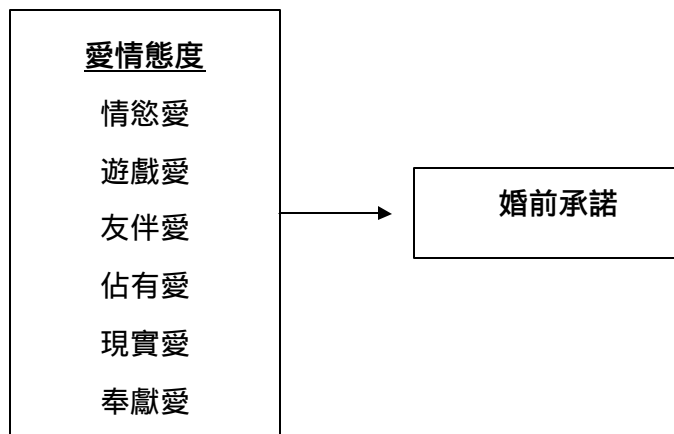 愛情態度
情慾愛
遊戲愛
友伴愛
佔有愛
現實愛
奉獻愛
婚前承諾